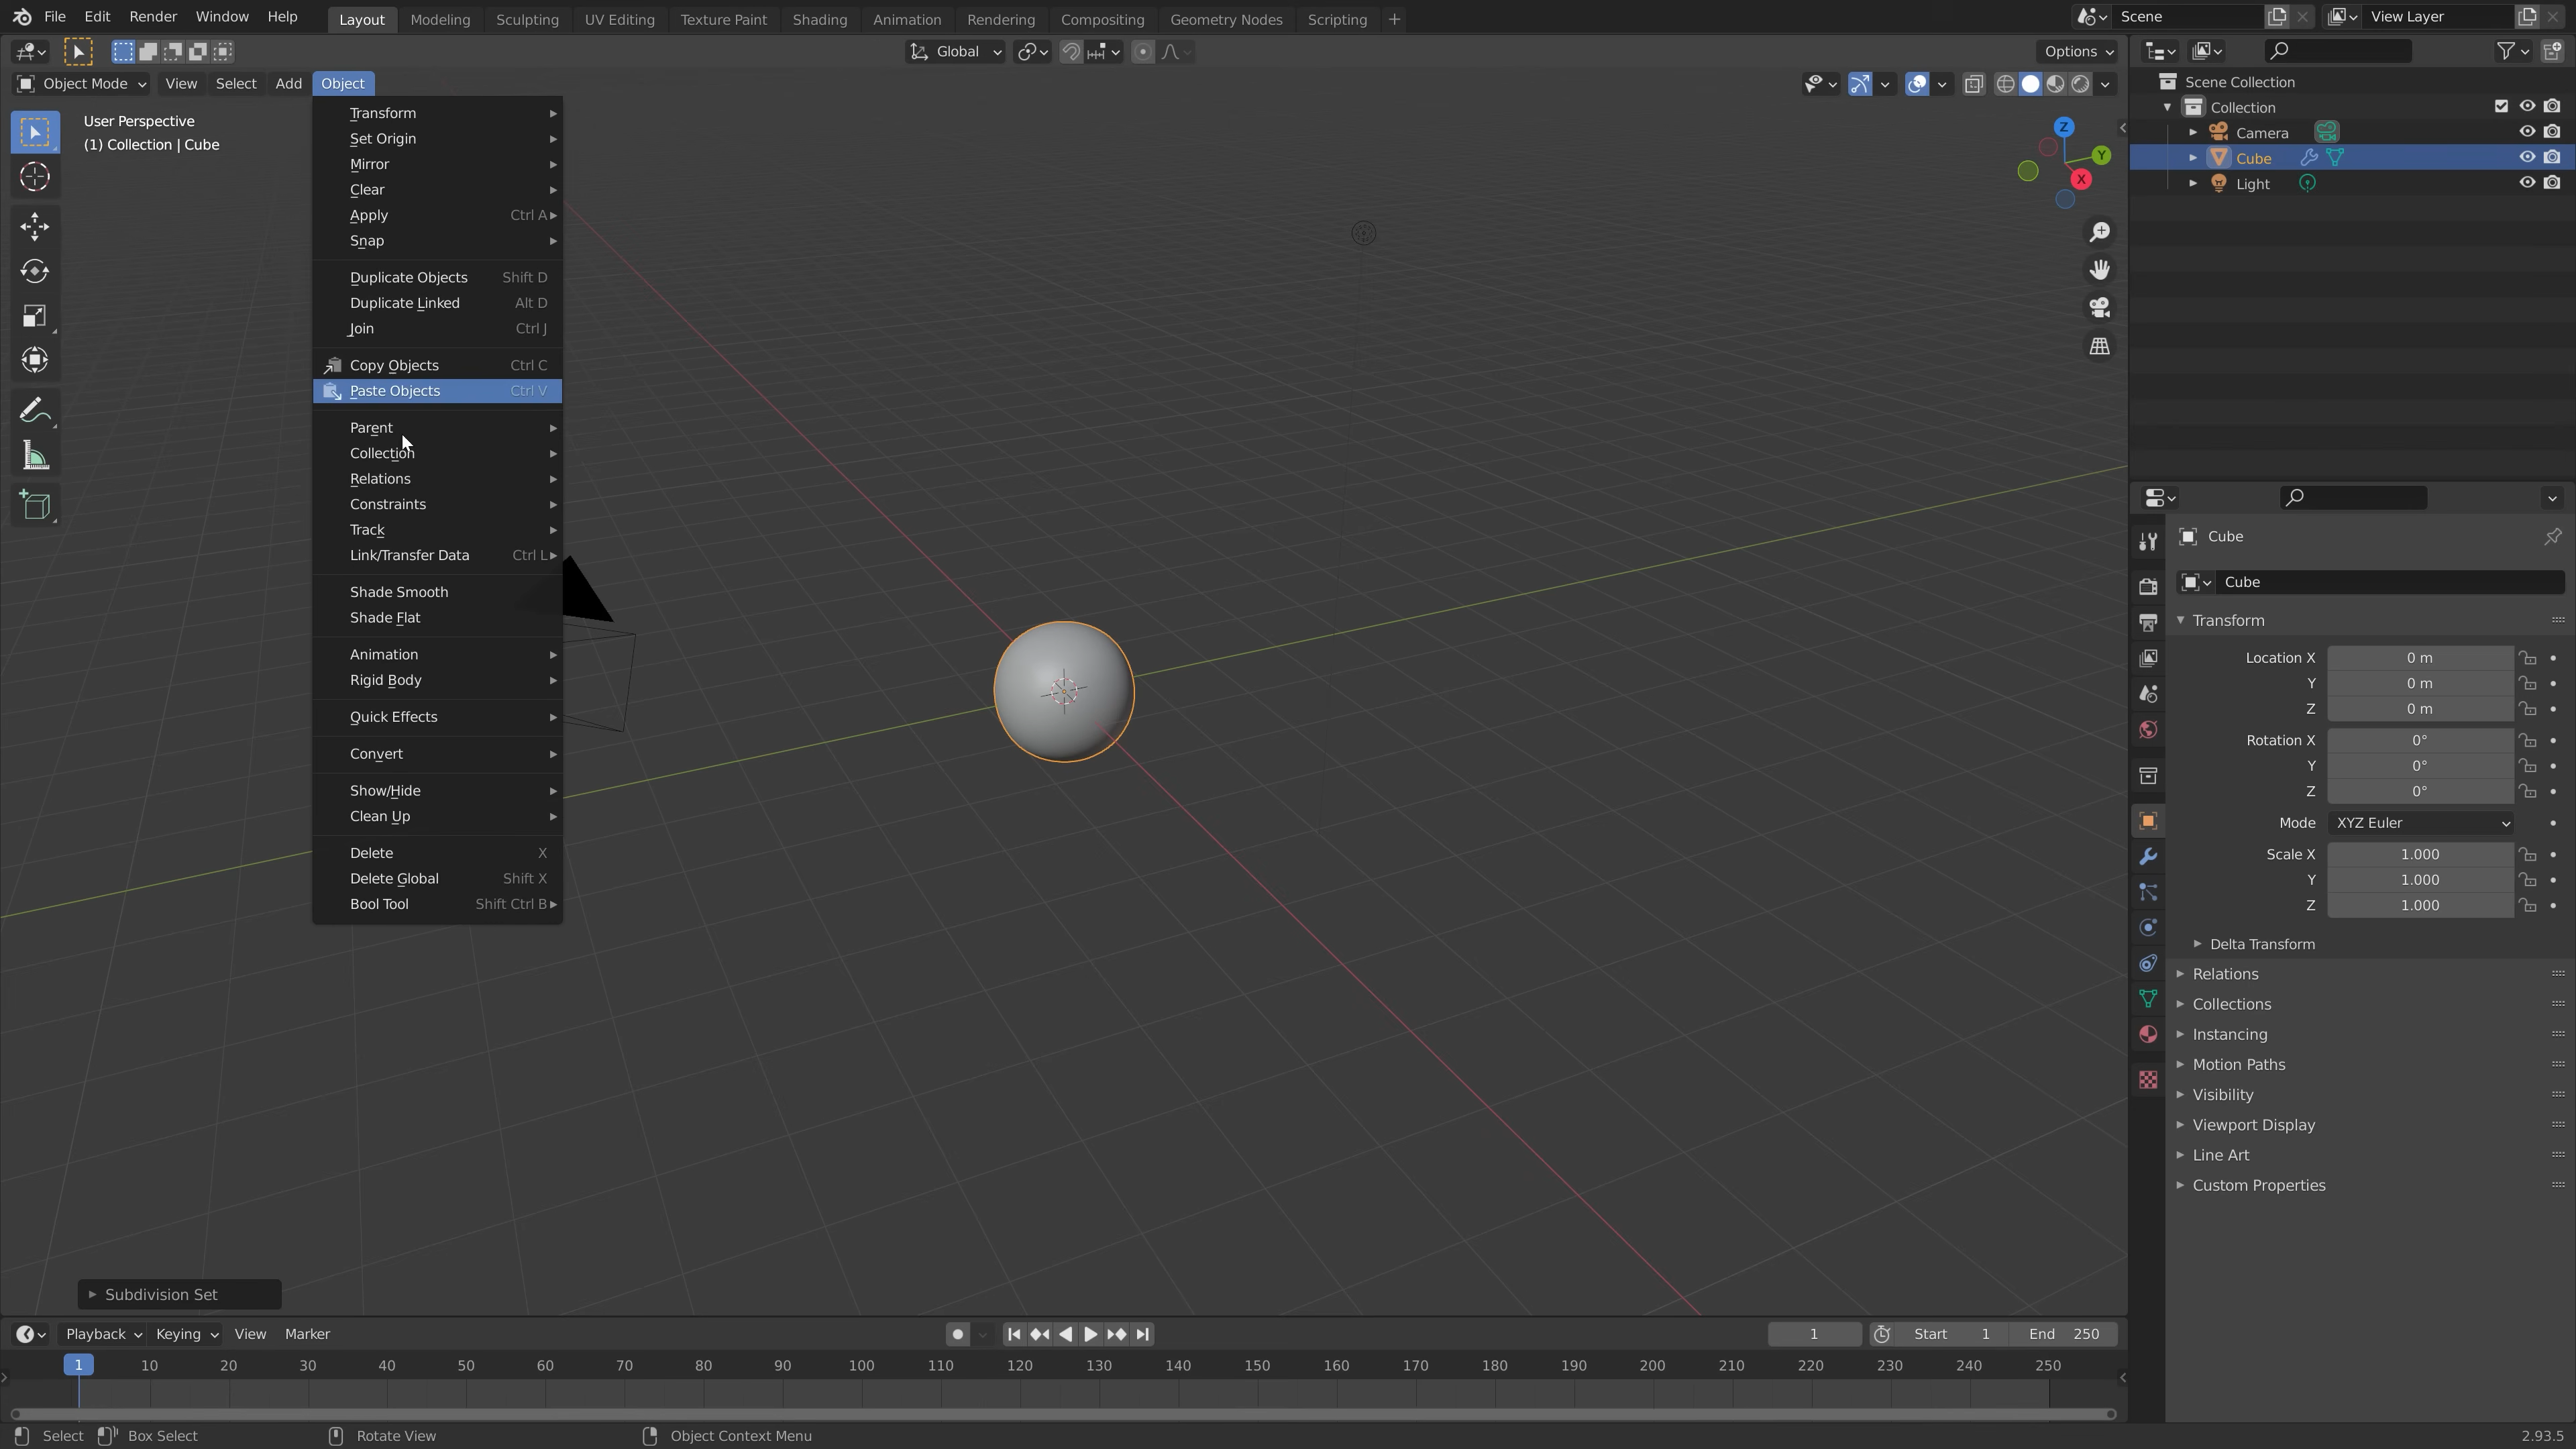 File Edit Render Window Help Layout Modeling Sculpting UV Editing Texture Paint Shading Animation Rendering Compositing Geometry Nodes Scripting + Scene View Layer
Global Options
Object Mode View Select Add Object
User Perspective
(1) Collection | Cube
Transform
Set Origin
Mirror
Clear
Apply Ctrl A
Snap
Duplicate Objects Shift D
Duplicate Linked Alt D
Join Ctrl J
Copy Objects Ctrl C
Paste Objects Ctrl V
Parent
Collection
Relations
Constraints
Track
Link/Transfer Data Ctrl L
Shade Smooth
Shade Flat
Animation
Rigid Body
Quick Effects
Convert
Show/Hide
Clean Up
Delete X
Delete Global Shift X
Bool Tool Shift Ctrl B
Z
Y
X
Subdivision Set
Scene Collection
Collection
Camera
Cube
Light
Cube
Cube
Transform
Location X 0 m
Y 0 m
Z 0 m
Rotation X 0°
Y 0°
Z 0°
Mode XYZ Euler
Scale X 1.000
Y 1.000
Z 1.000
Delta Transform
Relations
Collections
Instancing
Motion Paths
Visibility
Viewport Display
Line Art
Custom Properties
Playback Keying View Marker 1 Start 1 End 250
1 10 20 30 40 50 60 70 80 90 100 110 120 130 140 150 160 170 180 190 200 210 220 230 240 250
Select Box Select Rotate View Object Context Menu 2.93.5